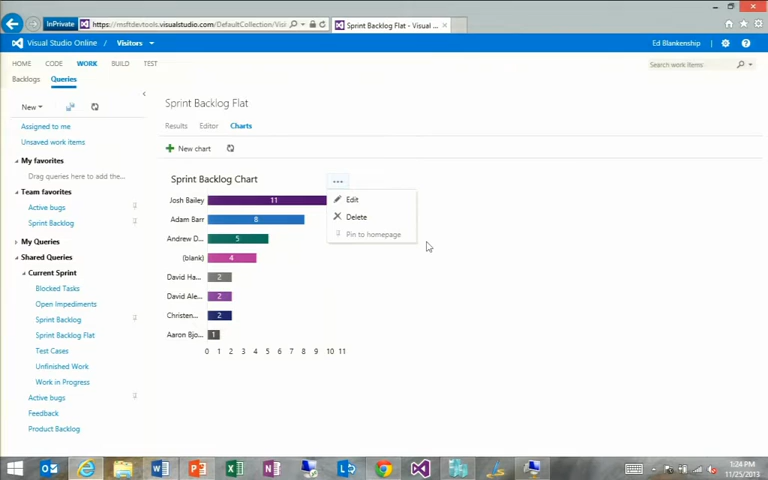 InPrivate
https://msftdevtools.visualstudio.com/DefaultCollection/Visi
Sprint Backlog Flat - Visual ...
Visual Studio Online / Visitors
Ed Blankenship
HOME CODE WORK BUILD TEST
Search work items
Backlogs Queries
New
Assigned to me
Unsaved work items
My favorites
Drag queries here to add the...
Team favorites
Active bugs
Sprint Backlog
My Queries
Shared Queries
Current Sprint
Blocked Tasks
Open Impediments
Sprint Backlog
Sprint Backlog Flat
Test Cases
Unfinished Work
Work in Progress
Active bugs
Feedback
Product Backlog
Sprint Backlog Flat
Results Editor Charts
New chart
Sprint Backlog Chart
...
Edit
Delete
Pin to homepage
Josh Bailey 11
Adam Barr 8
Andrew D... 5
(blank) 4
David Ha... 2
David Ale... 2
Christen... 2
Aaron Bjo... 1
0 1 2 3 4 5 6 7 8 9 10 11
1:24 PM
11/25/2013